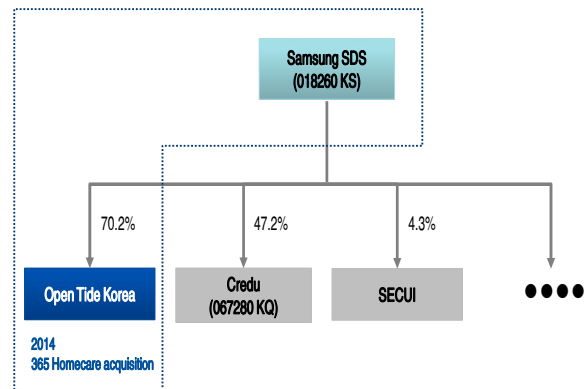 Samsung SDS
(018260 KS)
70.2%
47.2%
4.3%
Open Tide Korea
Credu
(067280 KQ)
SECUI
2014
365 Homecare acquisition